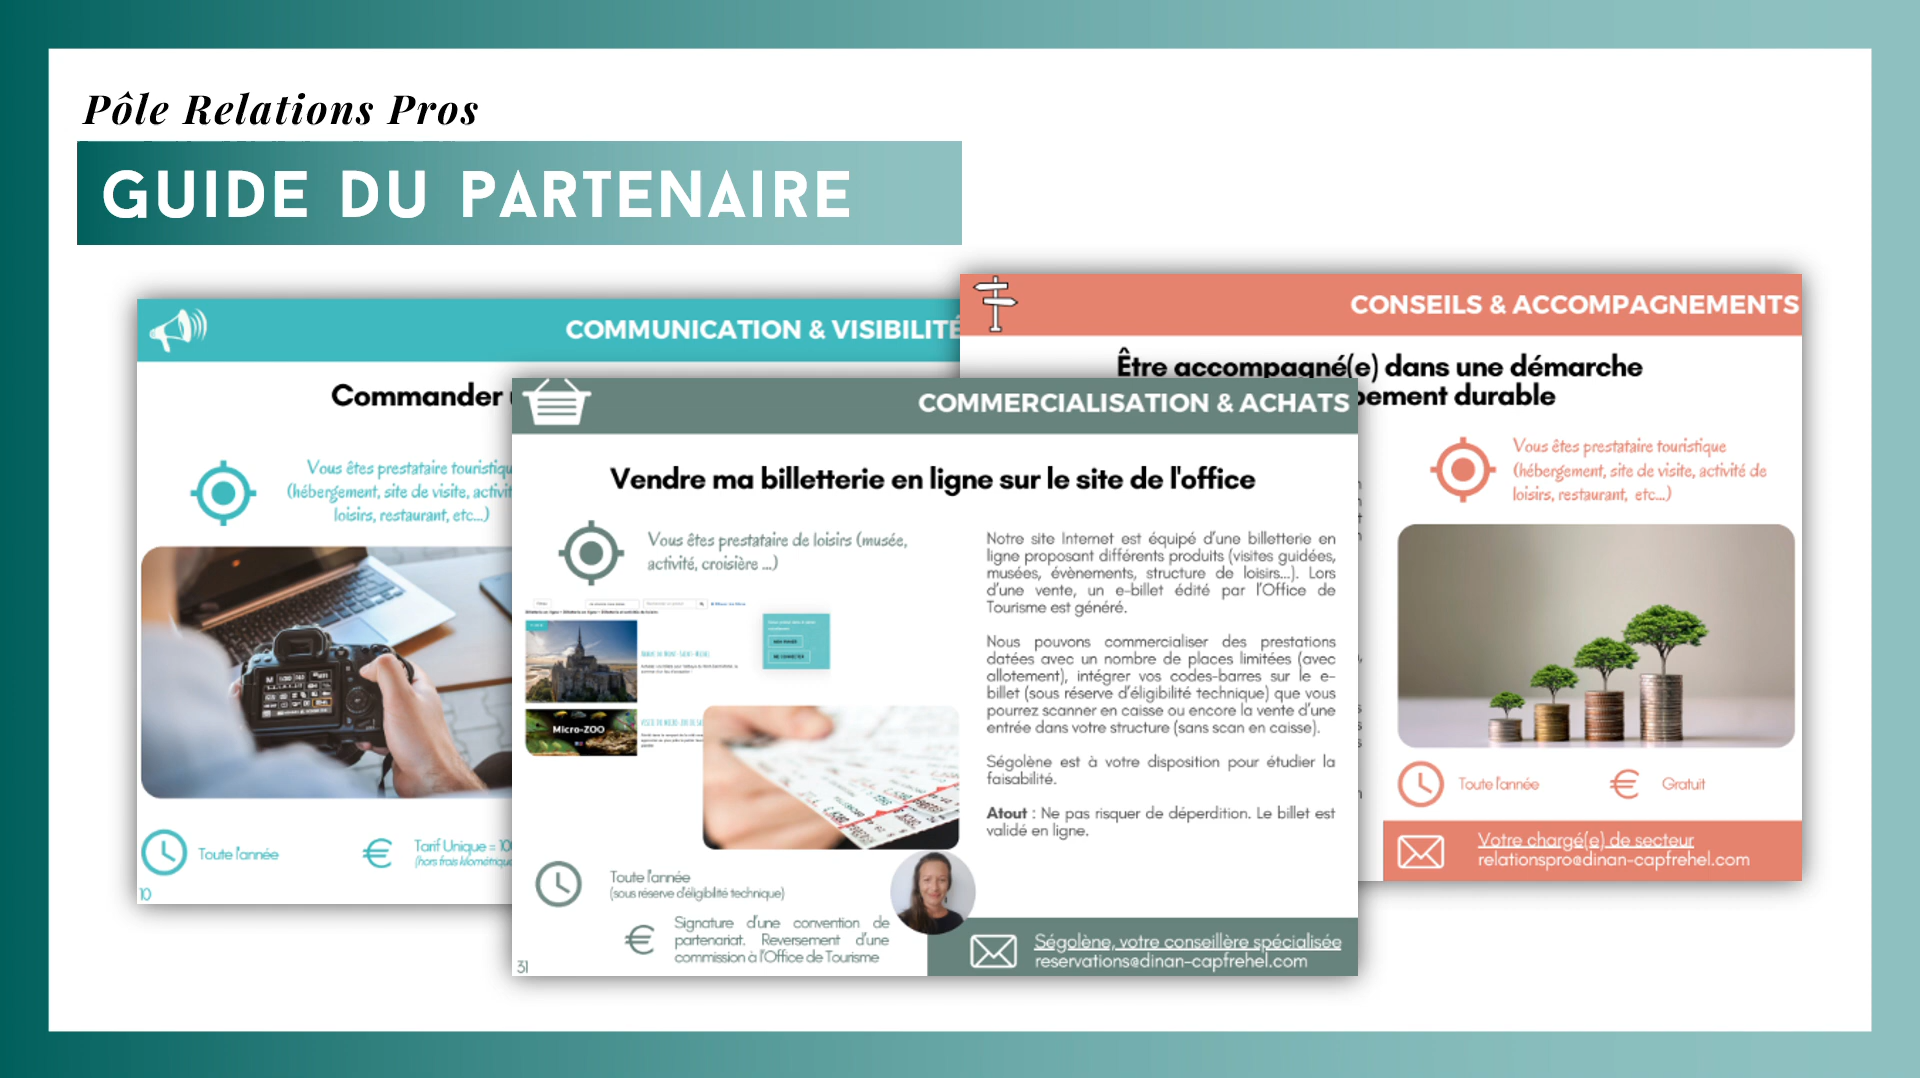 Pôle Relations Pros
GUIDE DU PARTENAIRE
COMMUNICATION & VISIBILITÉ
Commander
Vous êtes prestataire touristiqu
(hébergement, site de visite, activit
loisirs, restaurant, etc...)
Toute l'année
Tarif Unique = 10
(hors frais kilométrique
10
COMMERCIALISATION & ACHATS
Vendre ma billetterie en ligne sur le site de l'office
Vous êtes prestataire de loisirs (musée,
activité, croisière ...)
Micro-ZOO
Toute l'année
(sous réserve d'éligibilité technique)
Signature d'une convention de
partenariat. Reversement d'une
commission à l'Office de Tourisme
31
Notre site Internet est équipé d'une billetterie en
ligne proposant différents produits (visites guidées,
musées, évènements, structure de loisirs...). Lors
d'une vente, un e-billet édité par l'Office de
Tourisme est généré.
Nous pouvons commercialiser des prestations
datées avec un nombre de places limitées (avec
allotement), intégrer vos codes-barres sur le e-
billet (sous réserve d'éligibilité technique) que vous
pourrez scanner en caisse ou encore la vente d'une
entrée dans votre structure (sans scan en caisse).
Ségolène est à votre disposition pour étudier la
faisabilité.
Atout : Ne pas risquer de déperdition. Le billet est
validé en ligne.
Ségolène, votre conseillère spécialisée
reservations@dinan-capfrehel.com
CONSEILS & ACCOMPAGNEMENTS
Être accompagné(e) dans une démarche
pement durable
Vous êtes prestataire touristique
(hébergement, site de visite, activité de
loisirs, restaurant, etc...)
Toute l'année
Gratuit
Votre chargé(e) de secteur
relationspro@dinan-capfrehel.com